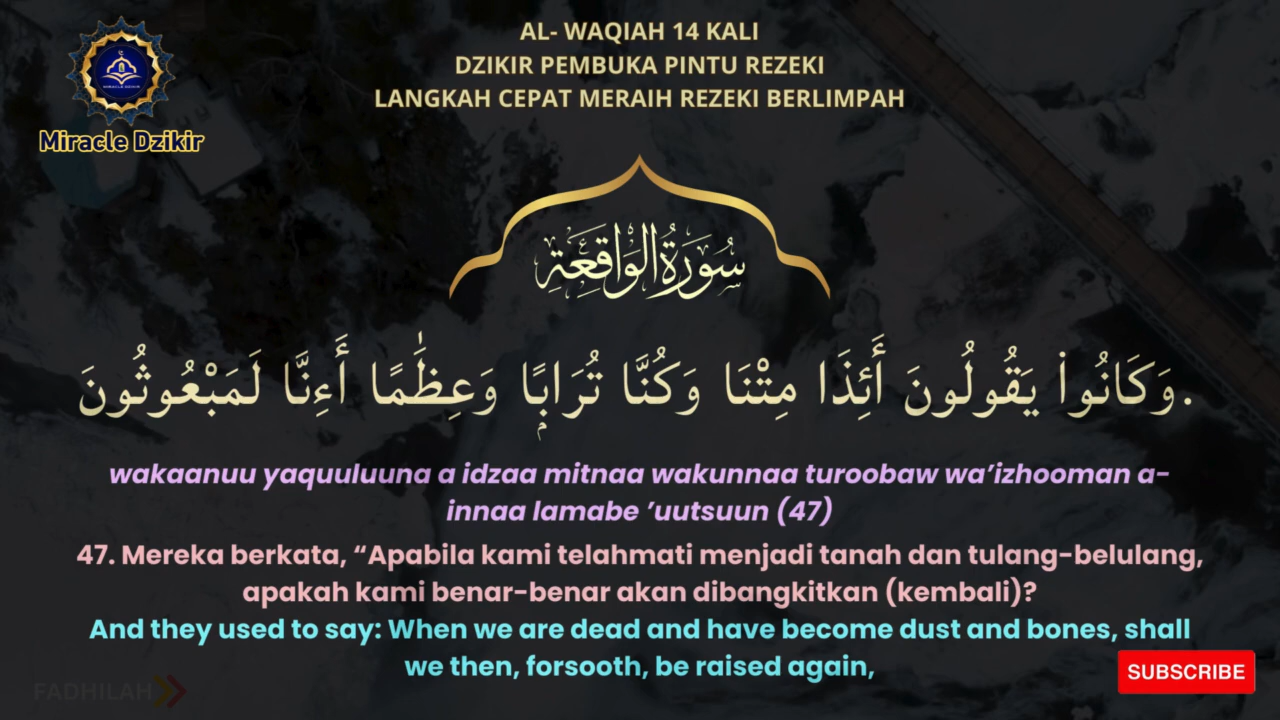 AL- WAQIAH 14 KALI
DZIKIR PEMBUKA PINTU REZEKI
LANGKAH CEPAT MERAIH REZEKI BERLIMPAH
MIRACLE DZIKIR
Miracle Dzikir
سُورَةُ الْوَاقِعَةِ
وَكَانُوا۟ يَقُولُونَ أَئِذَا مِتْنَا وَكُنَّا تُرَابًۭا وَعِظَٰمًا أَءِنَّا لَمَبْعُوثُونَ.
wakaanuu yaquuluuna a idzaa mitnaa wakunnaa turoobaw wa’izhooman a-
innaa lamabe ’uutsuun (47)
47. Mereka berkata, “Apabila kami telahmati menjadi tanah dan tulang-belulang,
apakah kami benar-benar akan dibangkitkan (kembali)?
And they used to say: When we are dead and have become dust and bones, shall
we then, forsooth, be raised again,
SUBSCRIBE
FADHILAH